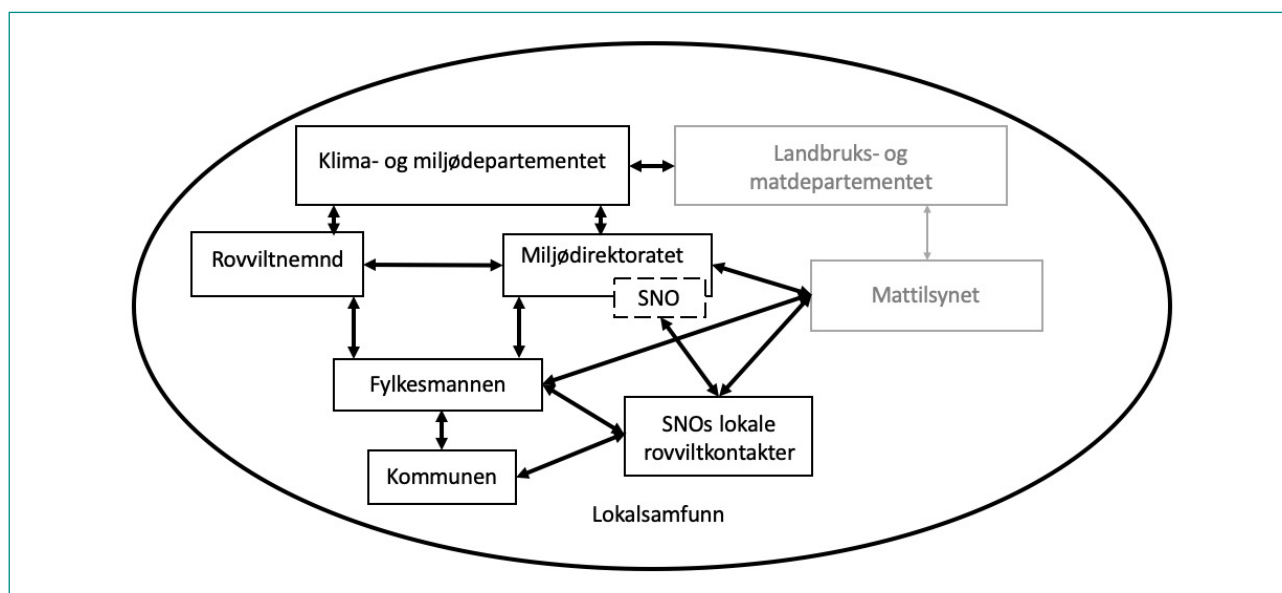 Klima- og miljødepartementet
Landbruks- og
matdepartementet
Rovviltnemnd
Miljødirektoratet
SNO
Mattilsynet
Fylkesmannen
SNOs lokale
rovviltkontakter
Kommunen
Lokalsamfunn